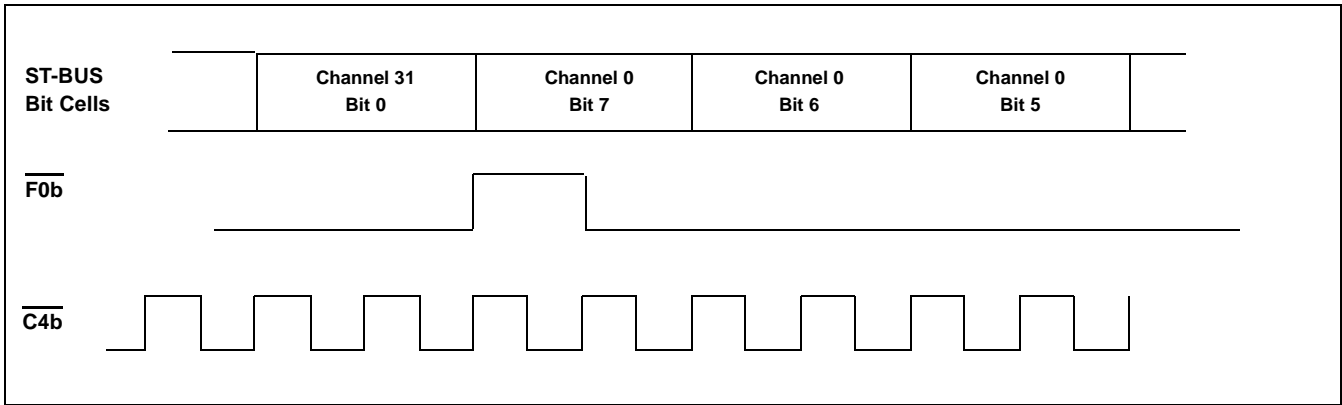 ST-BUS
Bit Cells
Channel 31
Bit 0
Channel 0
Bit 7
Channel 0
Bit 6
Channel 0
Bit 5
F0b
C4b